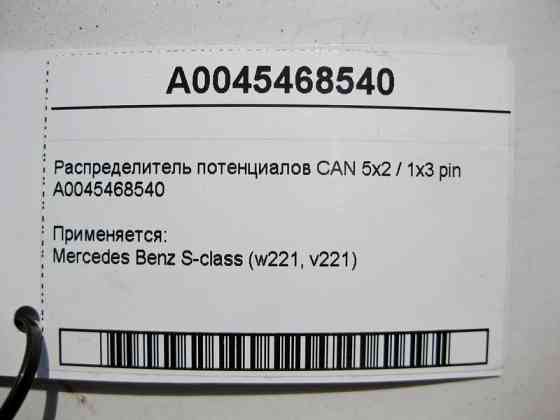 A0045468540
Распределитель потенциалов CAN 5x2 / 1x3 pin
A0045468540
Применяется:
Mercedes Benz S-class (w221, v221)